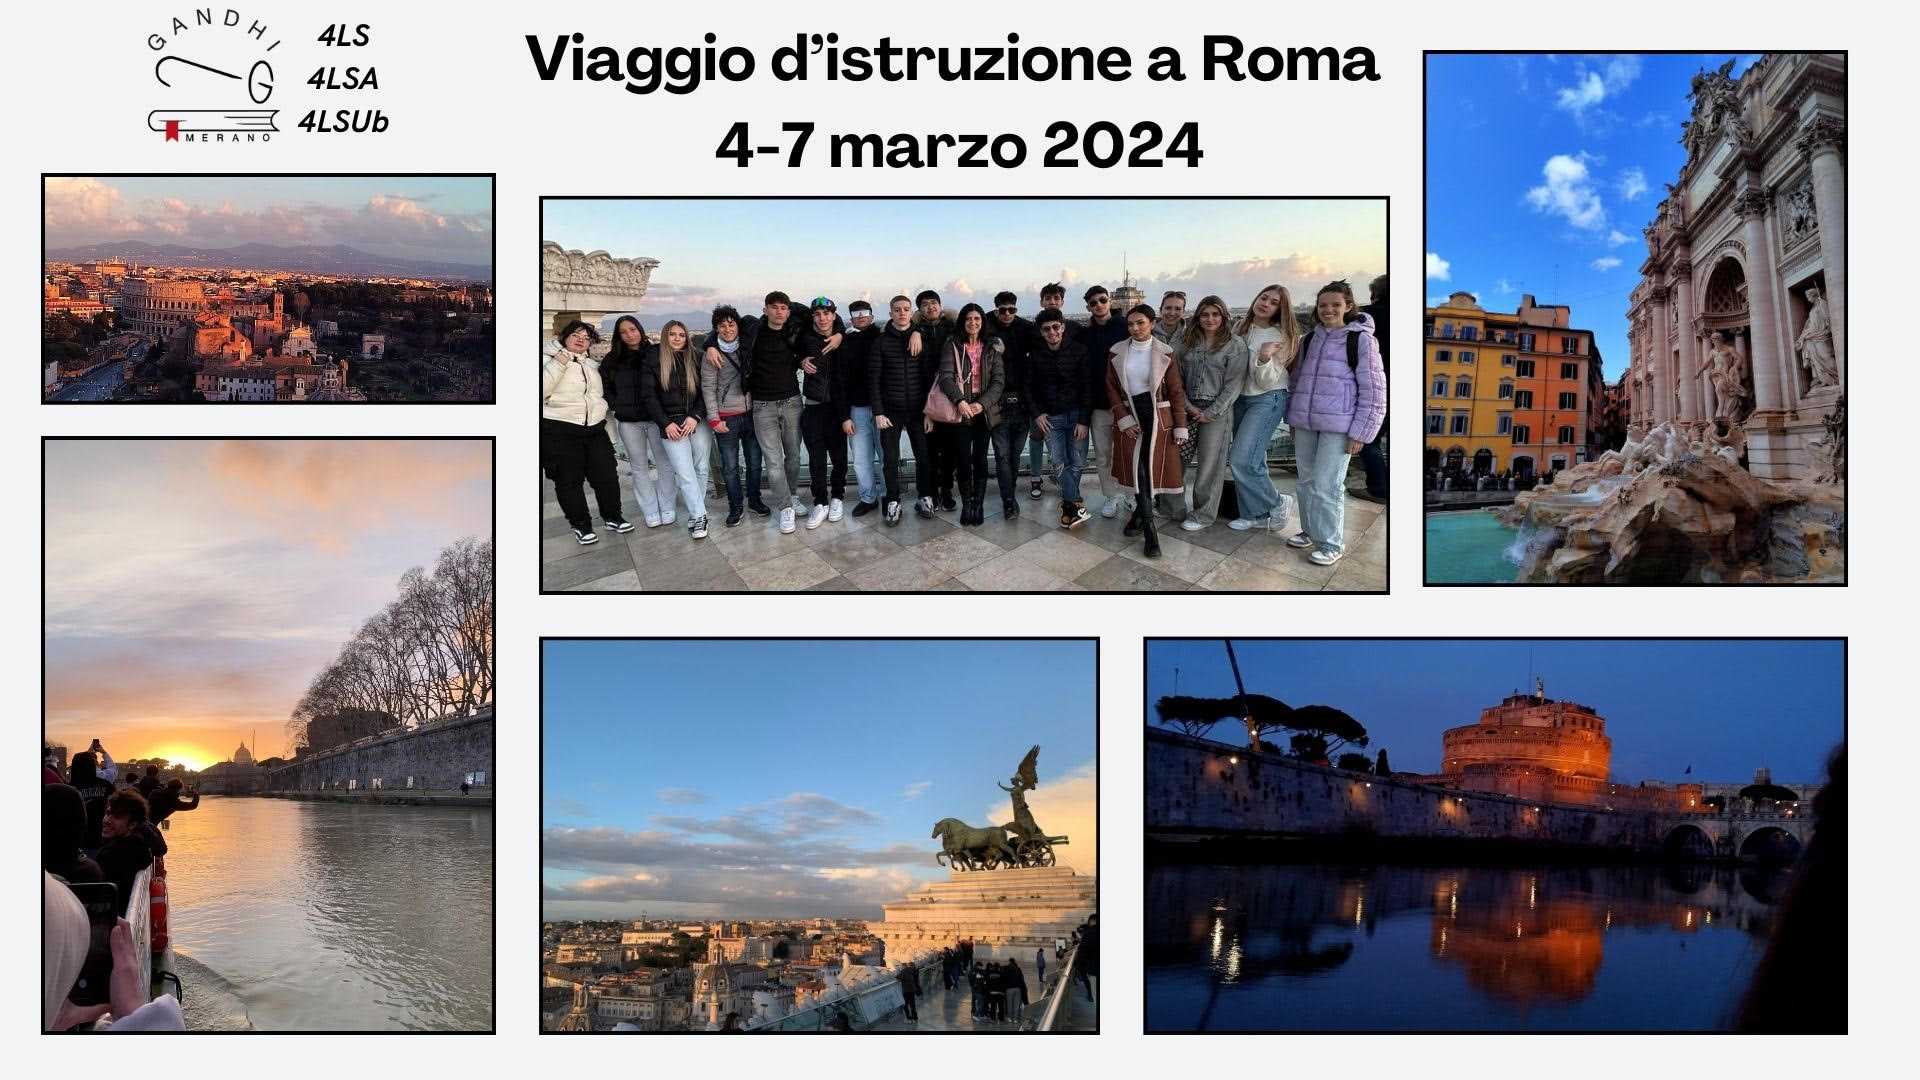 GANDHI
MERANO
4LS
4LSA
4LSUb
Viaggio d’istruzione a Roma
4-7 marzo 2024